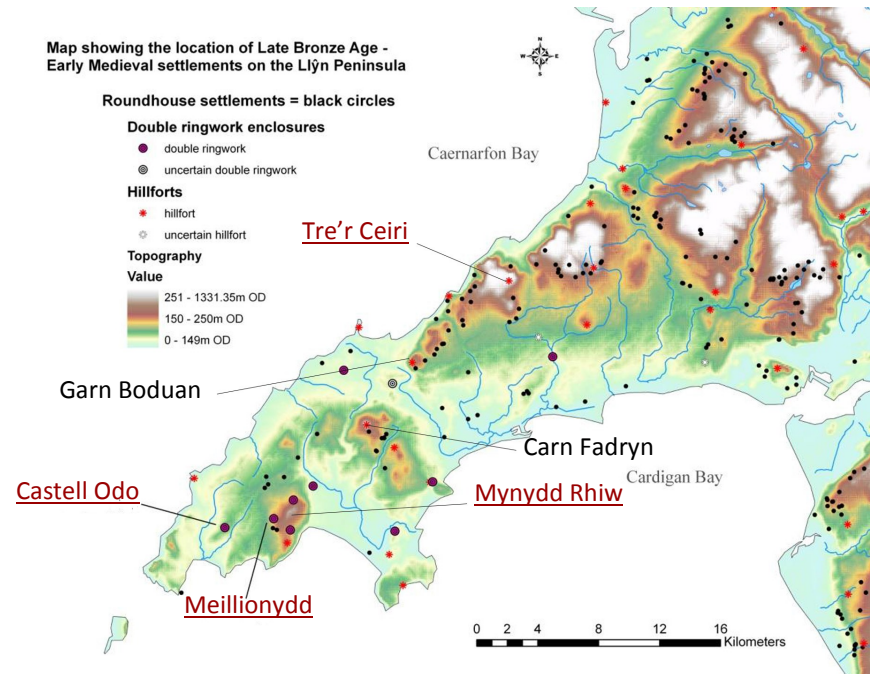 Map showing the location of Late Bronze Age -
Early Medieval settlements on the Llŷn Peninsula
Roundhouse settlements = black circles
Double ringwork enclosures
double ringwork
uncertain double ringwork
Hillforts
hillfort
uncertain hillfort
Topography
Value
251 - 1331.35m OD
150 - 250m OD
0 - 149m OD
N
W E
S
Caernarfon Bay
Tre'r Ceiri
Garn Boduan
Carn Fadryn
Cardigan Bay
Castell Odo
Mynydd Rhiw
Meillionydd
0 2 4 8 12 16
Kilometers